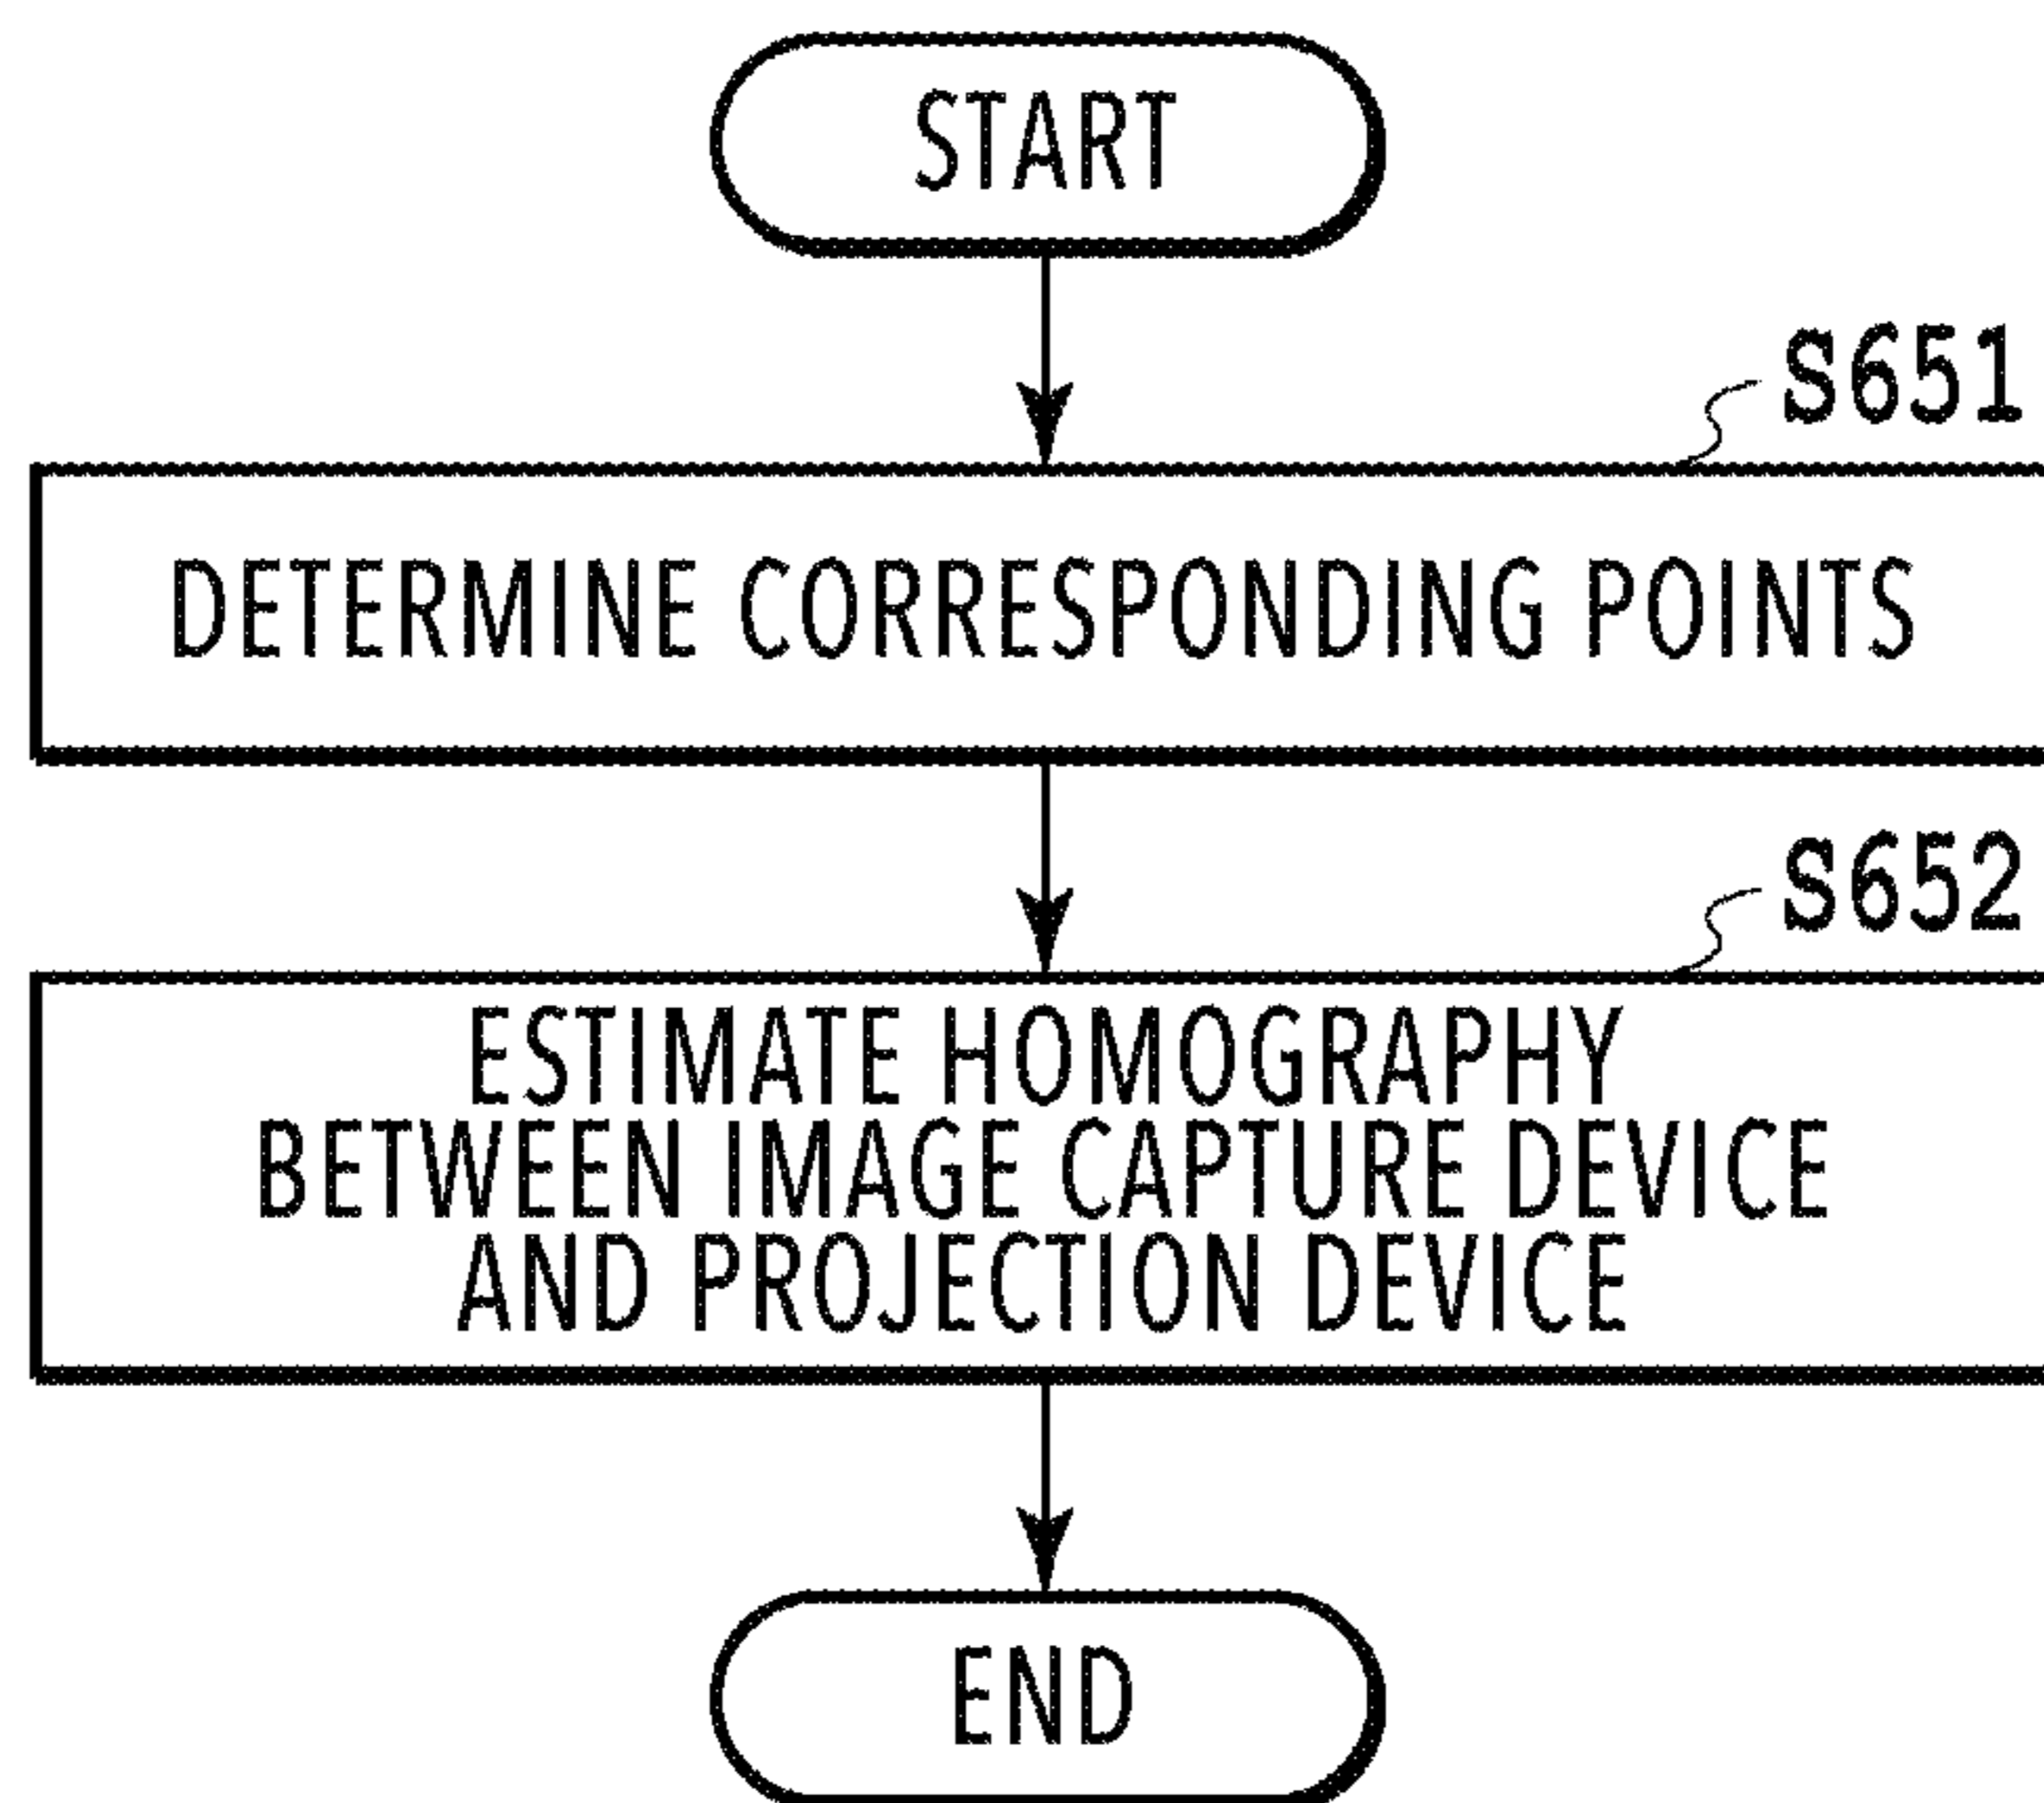 START
S651
DETERMINE CORRESPONDING POINTS
S652
ESTIMATE HOMOGRAPHY
BETWEEN IMAGE CAPTURE DEVICE
AND PROJECTION DEVICE
END